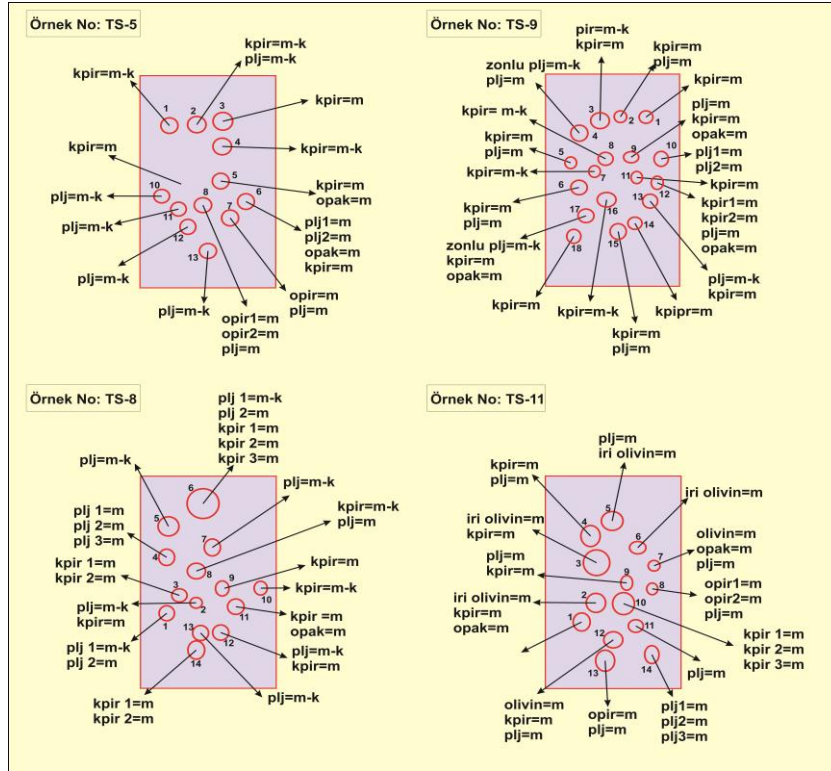 Örnek No: TS-5
kpir=m-k
plj=m-k
kpir=m-k
kpir=m
kpir=m-k
kpir=m
kpir=m
opak=m
plj=m-k
plj=m-k
plj=m-k
plj=m-k
plj1=m
plj2=m
opak=m
kpir=m
opir=m
plj=m
opir1=m
opir2=m
plj=m
1
2
3
4
5
6
7
8
10
11
12
13
Örnek No: TS-9
pir=m-k
kpir=m
kpir=m
plj=m
zonlu plj=m-k
plj=m
kpir=m
kpir= m-k
plj=m
kpir=m
opak=m
kpir=m
plj=m
plj1=m
plj2=m
kpir=m-k
kpir=m
kpir=m
plj=m
kpir1=m
kpir2=m
plj=m
opak=m
zonlu plj=m-k
kpir=m
opak=m
plj=m-k
kpir=m
kpir=m
kpir=m-k
kpipr=m
kpir=m
plj=m
1
2
3
4
5
6
7
8
9
10
11
12
13
14
15
16
17
18
Örnek No: TS-8
plj 1=m-k
plj 2=m
kpir 1=m
kpir 2=m
kpir 3=m
plj=m-k
plj=m-k
kpir=m-k
plj=m
plj 1=m
plj 2=m
plj 3=m
kpir 1=m
kpir 2=m
kpir=m
kpir=m-k
plj=m-k
kpir=m
kpir =m
opak=m
plj 1=m-k
plj 2=m
plj=m-k
kpir=m
kpir 1=m
kpir 2=m
plj=m-k
1
2
3
4
5
6
7
8
9
10
11
12
13
14
Örnek No: TS-11
plj=m
iri olivin=m
kpir=m
plj=m
iri olivin=m
iri olivin=m
kpir=m
olivin=m
opak=m
plj=m
plj=m
kpir=m
opir1=m
opir2=m
plj=m
iri olivin=m
kpir=m
opak=m
kpir 1=m
kpir 2=m
kpir 3=m
plj=m
olivin=m
kpir=m
plj=m
opir=m
plj=m
plj1=m
plj2=m
plj3=m
1
2
3
4
5
6
7
8
9
10
11
12
13
14